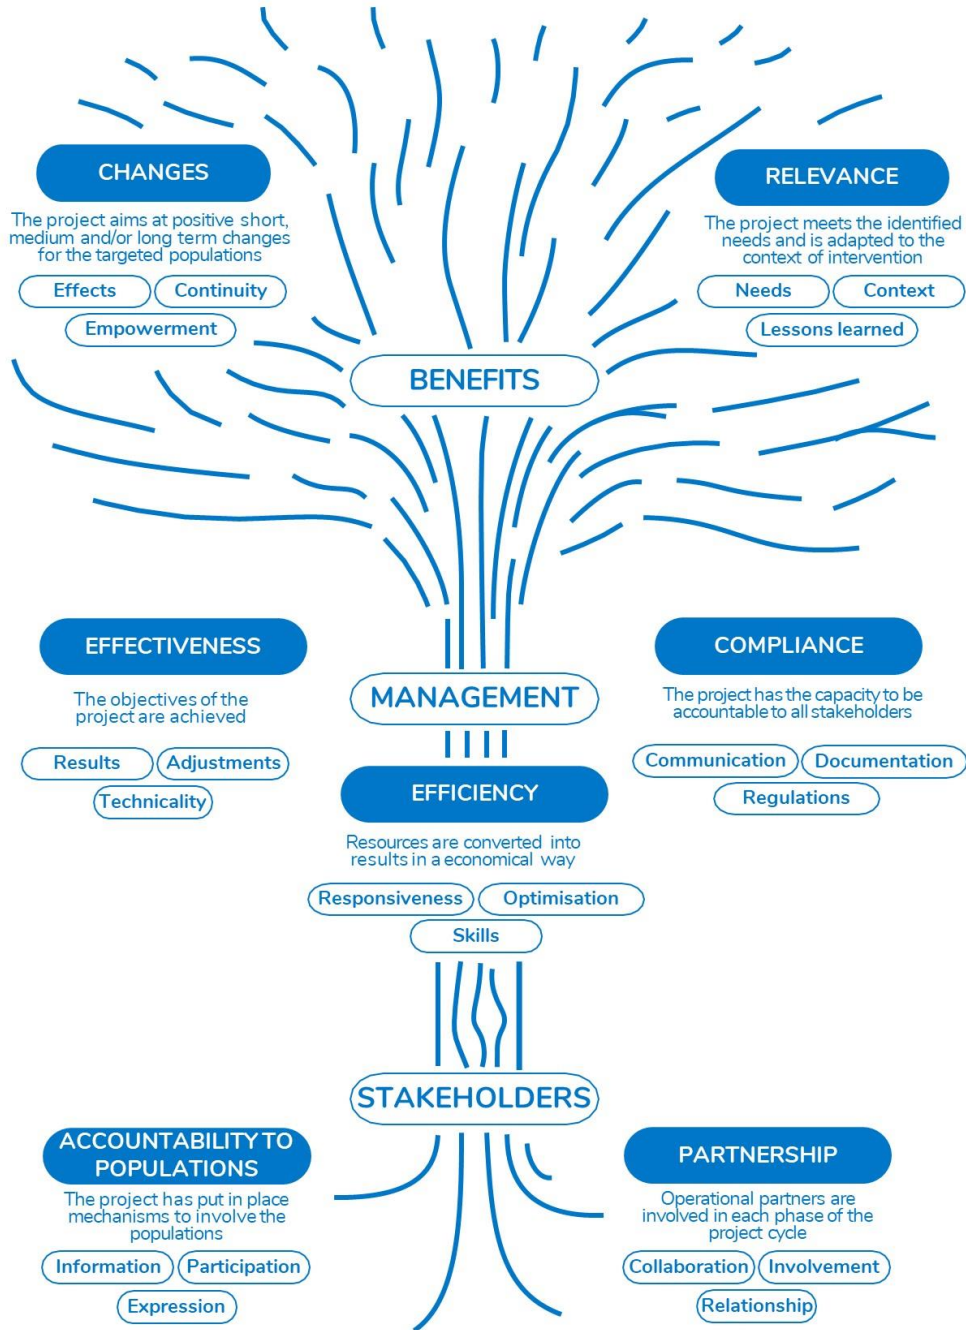 CHANGES
The project aims at positive short,
medium and/or long term changes
for the targeted populations
Effects
Continuity
Empowerment
RELEVANCE
The project meets the identified
needs and is adapted to the
context of intervention
Needs
Context
Lessons learned
BENEFITS
EFFECTIVENESS
The objectives of the
project are achieved
Results
Adjustments
Technicality
MANAGEMENT
COMPLIANCE
The project has the capacity to be
accountable to all stakeholders
Communication
Documentation
Regulations
EFFICIENCY
Resources are converted into
results in a economical way
Responsiveness
Optimisation
Skills
STAKEHOLDERS
ACCOUNTABILITY TO
POPULATIONS
The project has put in place
mechanisms to involve the
populations
Information
Participation
Expression
PARTNERSHIP
Operational partners are
involved in each phase of the
project cycle
Collaboration
Involvement
Relationship